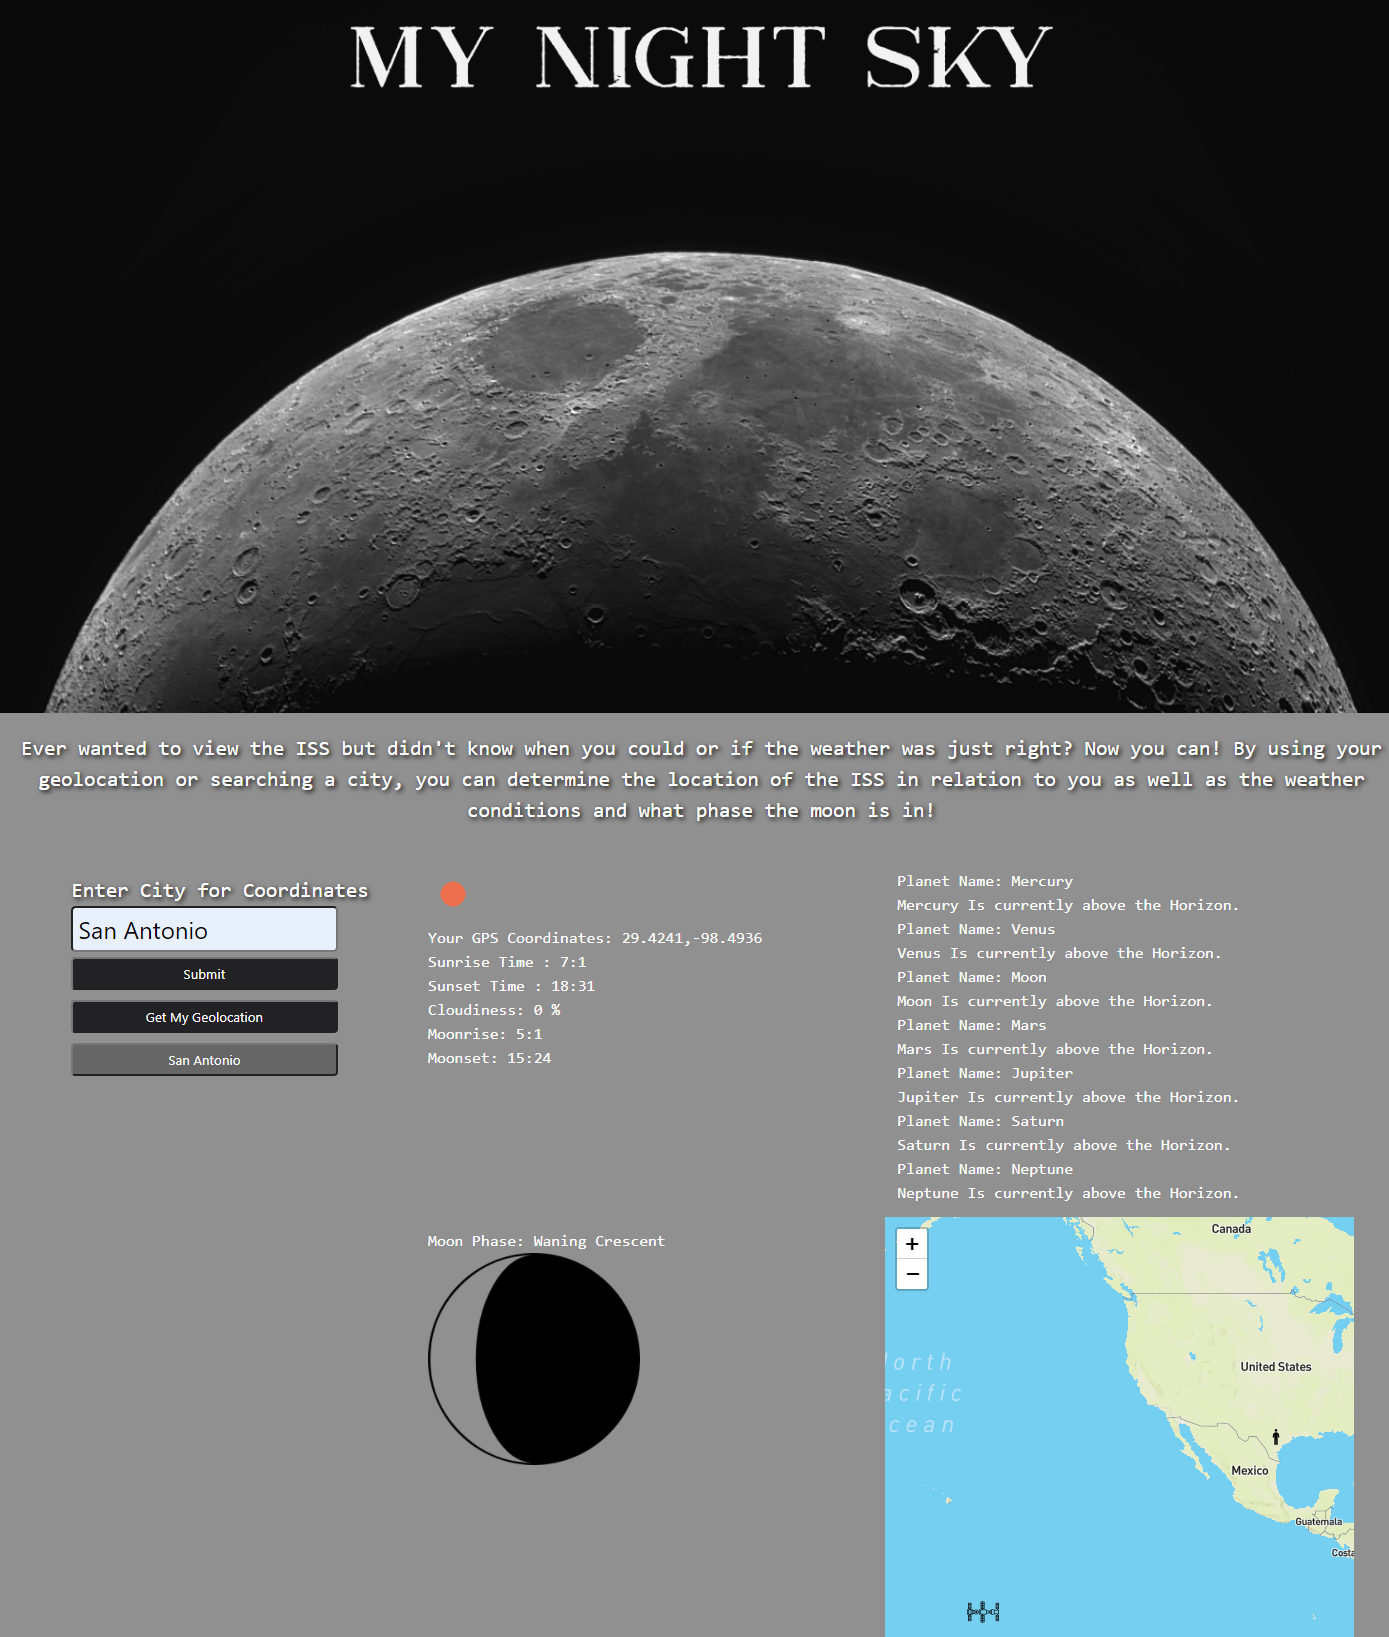 MY NIGHT SKY
Ever wanted to view the ISS but didn't know when you could or if the weather was just right? Now you can! By using your
geolocation or searching a city, you can determine the location of the ISS in relation to you as well as the weather
conditions and what phase the moon is in!
Enter City for Coordinates
San Antonio
Submit
Get My Geolocation
San Antonio
Your GPS Coordinates: 29.4241,-98.4936
Sunrise Time : 7:1
Sunset Time : 18:31
Cloudiness: 0 %
Moonrise: 5:1
Moonset: 15:24
Moon Phase: Waning Crescent
Planet Name: Mercury
Mercury Is currently above the Horizon.
Planet Name: Venus
Venus Is currently above the Horizon.
Planet Name: Moon
Moon Is currently above the Horizon.
Planet Name: Mars
Mars Is currently above the Horizon.
Planet Name: Jupiter
Jupiter Is currently above the Horizon.
Planet Name: Saturn
Saturn Is currently above the Horizon.
Planet Name: Neptune
Neptune Is currently above the Horizon.
+
−
Canada
United States
orth
acific
cean
Mexico
Guatemala
Costa